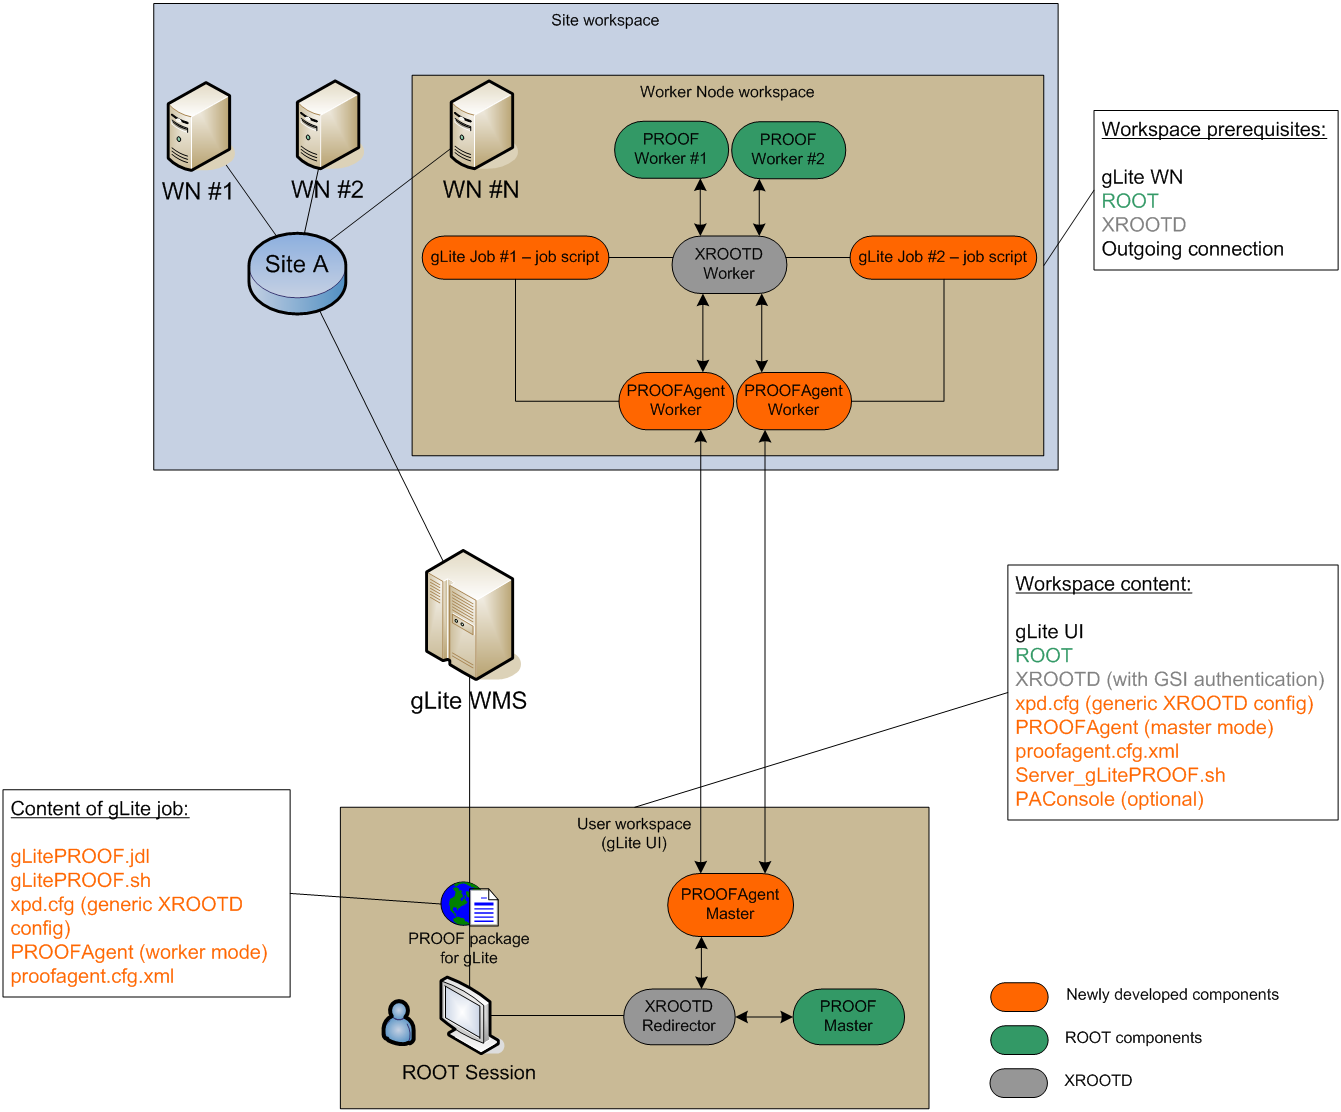 Site workspace
WN #1
WN #2
WN #N
Site A
Worker Node workspace
PROOF
Worker #1
PROOF
Worker #2
gLite Job #1 – job script
XROOTD
Worker
gLite Job #2 – job script
PROOFAgent
Worker
PROOFAgent
Worker
Workspace prerequisites:
gLite WN
ROOT
XROOTD
Outgoing connection
gLite WMS
Workspace content:
gLite UI
ROOT
XROOTD (with GSI authentication)
xpd.cfg (generic XROOTD config)
PROOFAgent (master mode)
proofagent.cfg.xml
Server_gLitePROOF.sh
PAConsole (optional)
Content of gLite job:
gLitePROOF.jdl
gLitePROOF.sh
xpd.cfg (generic XROOTD
config)
PROOFAgent (worker mode)
proofagent.cfg.xml
User workspace
(gLite UI)
PROOF package
for gLite
PROOFAgent
Master
XROOTD
Redirector
PROOF
Master
ROOT Session
Newly developed components
ROOT components
XROOTD